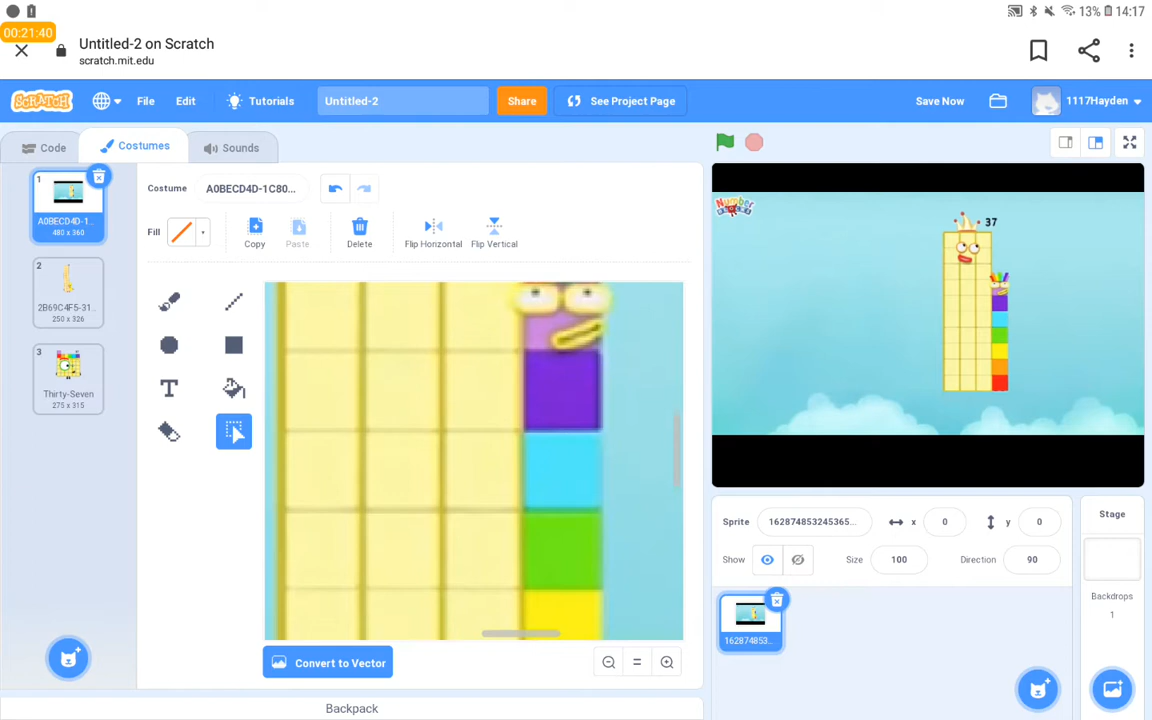 13% 14:17
00:21:40
Untitled-2 on Scratch
scratch.mit.edu
SCRATCH File Edit Tutorials Untitled-2 Share See Project Page Save Now 1117Hayden
Code Costumes Sounds
1
A0BECD4D-1...
480 x 360
2
2B69C4F5-31...
250 x 326
3
Thirty-Seven
275 x 315
Costume A0BECD4D-1C80...
Fill Copy Paste Delete Flip Horizontal Flip Vertical
T
Convert to Vector
Backpack
Number Blocks
37
Sprite 162874853245365... x 0 y 0
Show Size 100 Direction 90
162874853...
Stage
Backdrops
1